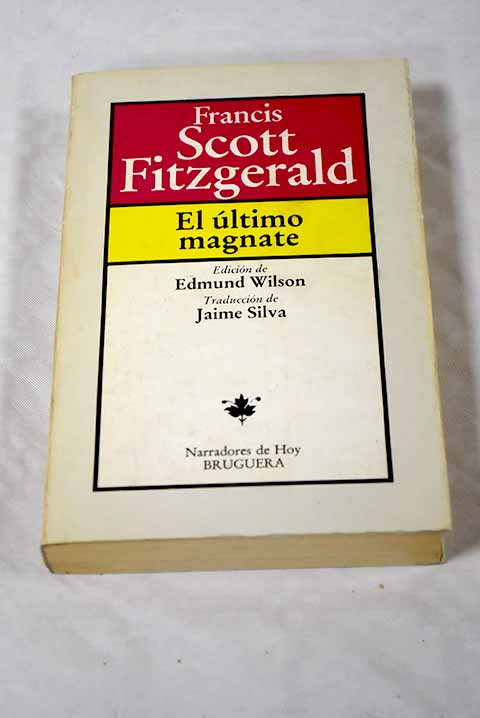 Francis
Scott
Fitzgerald
El último
magnate
Edición de
Edmund Wilson
Traducción de
Jaime Silva
Narradores de Hoy
BRUGUERA